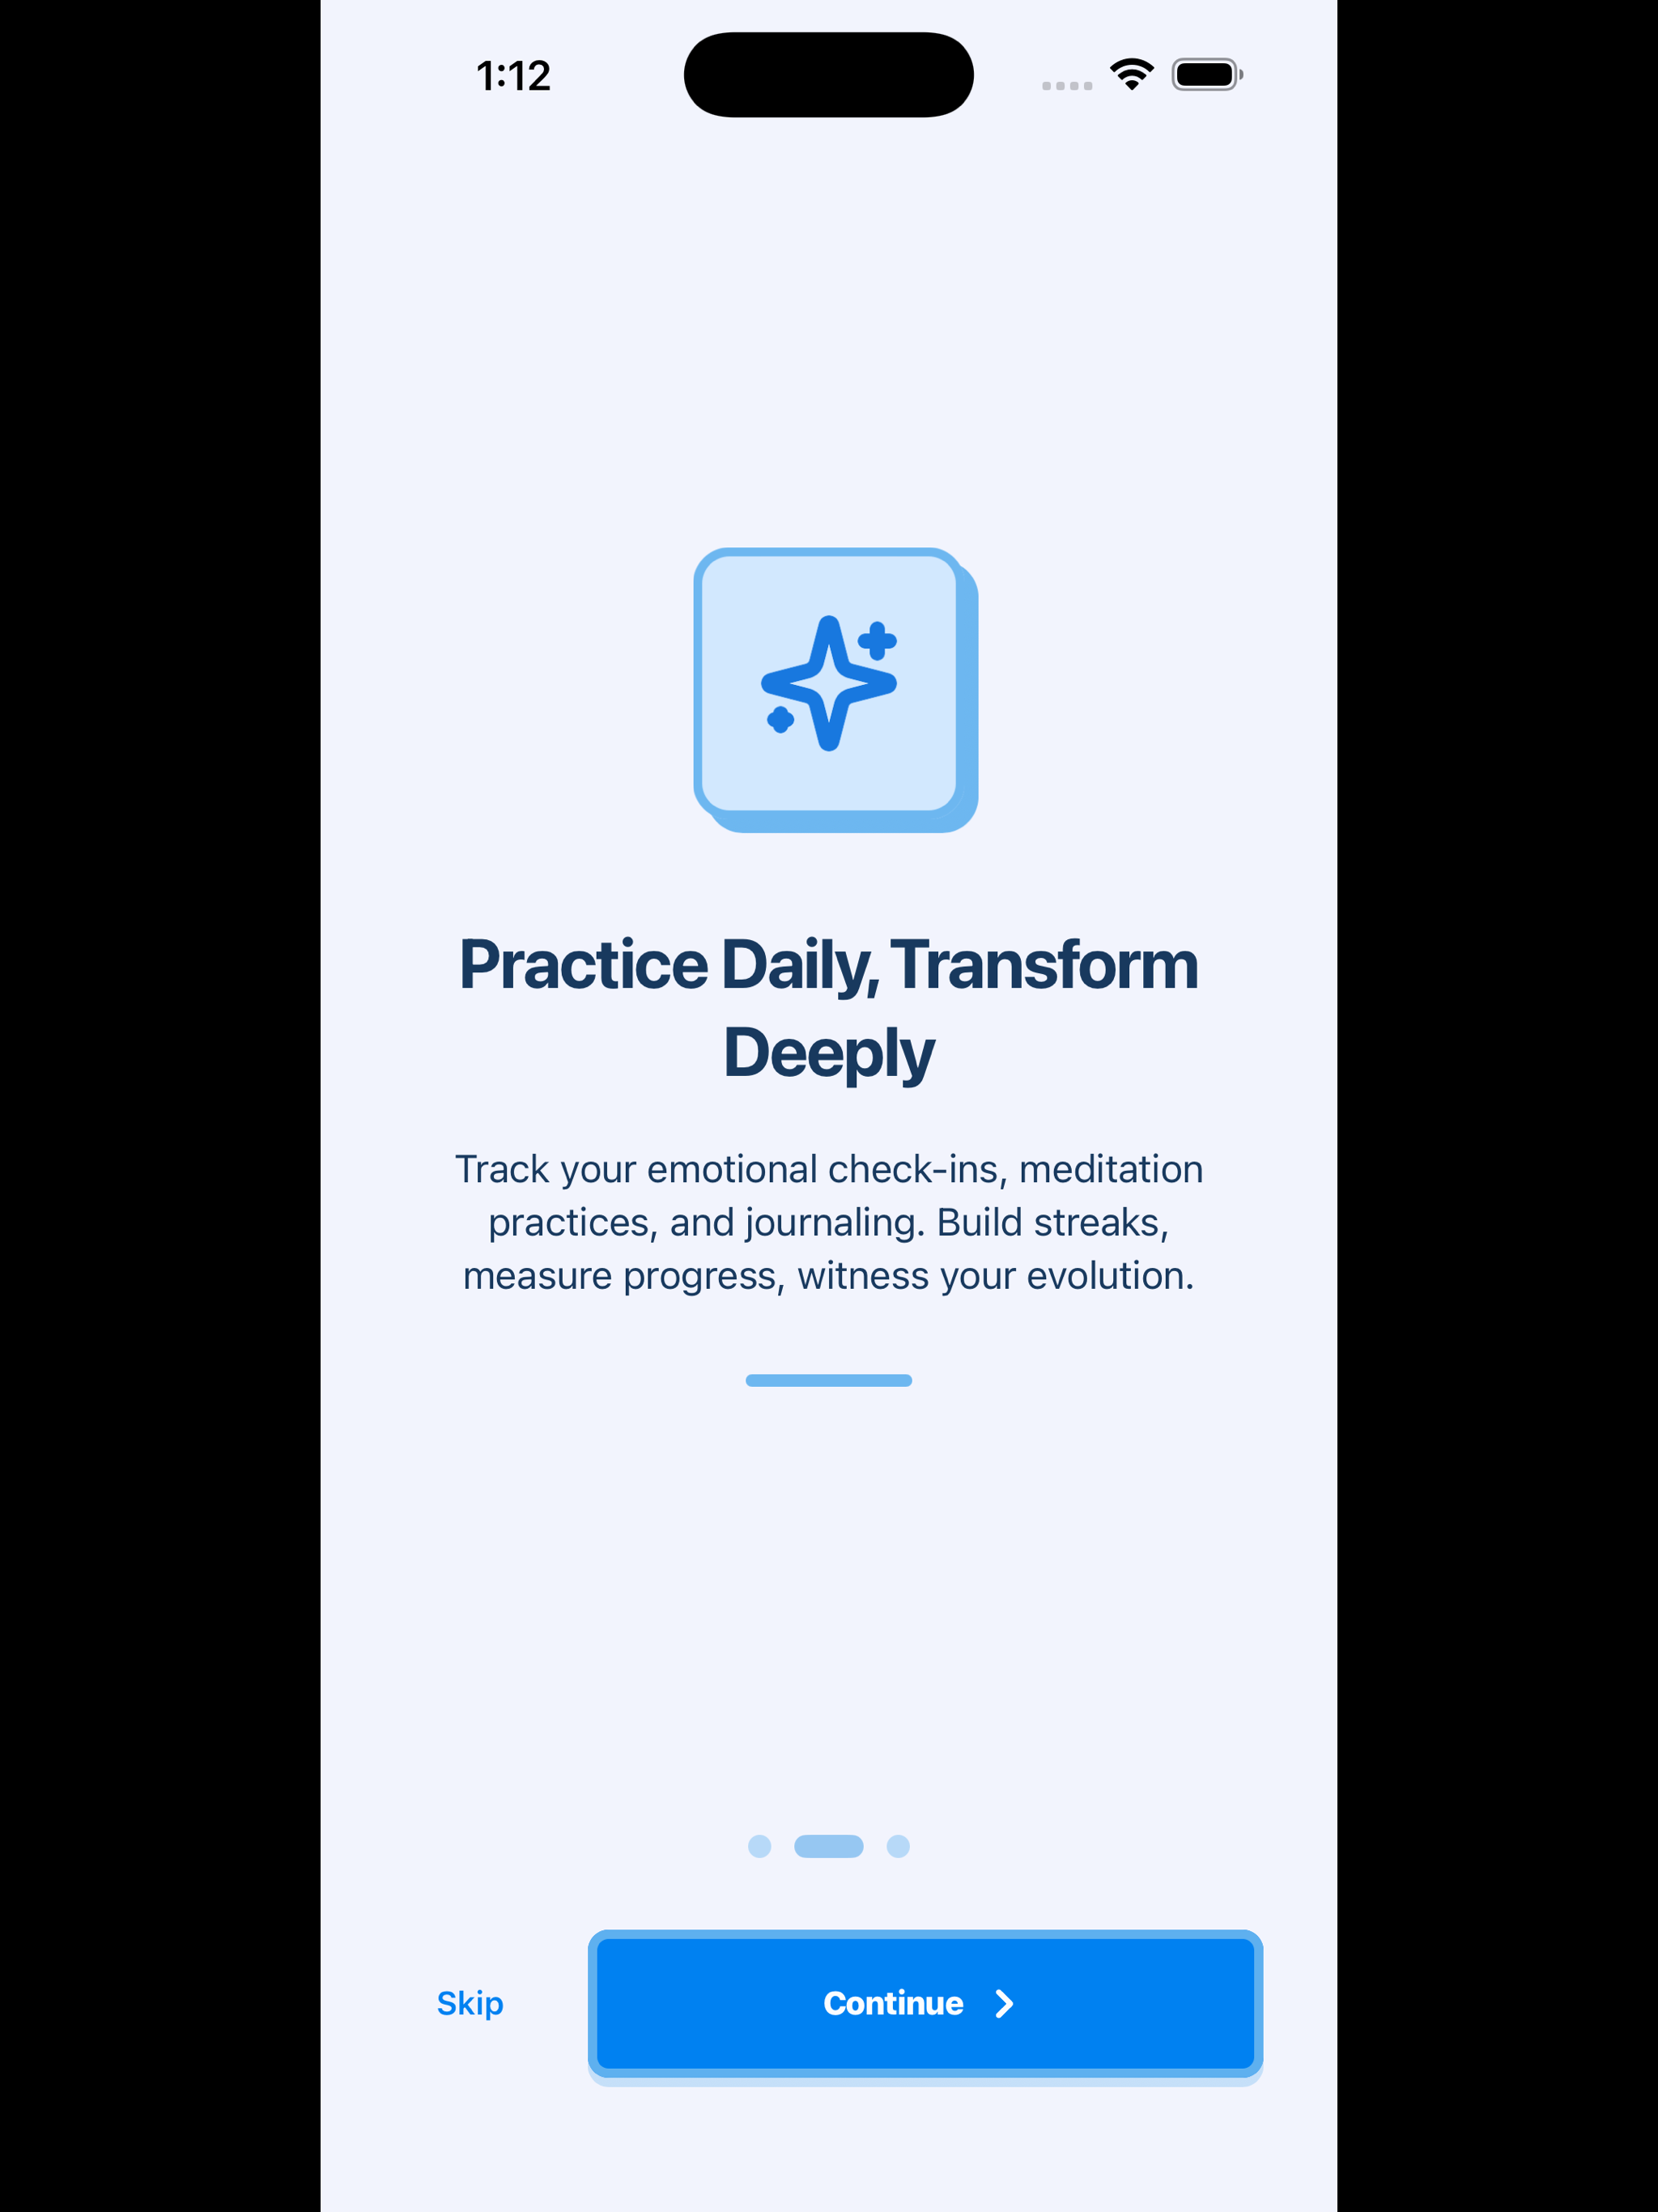 1:12
Practice Daily, Transform
Deeply
Track your emotional check-ins, meditation
practices, and journaling. Build streaks,
measure progress, witness your evolution.
Skip
Continue